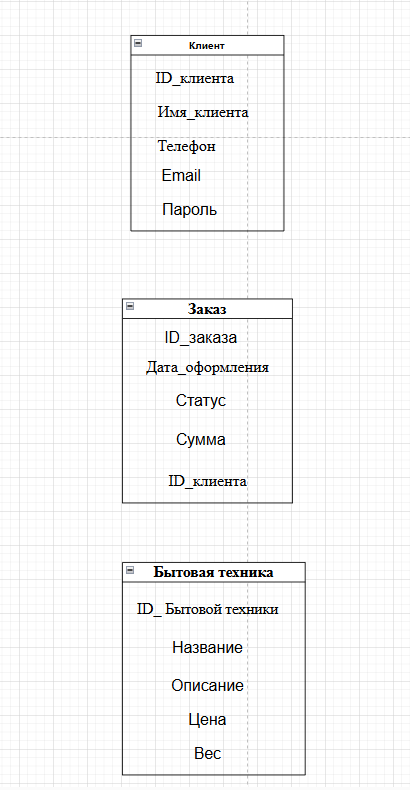 Клиент
ID_клиента
Имя_клиента
Телефон
Email
Пароль
Заказ
ID_заказа
Дата_оформления
Статус
Сумма
ID_клиента
Бытовая техника
ID_ Бытовой техники
Название
Описание
Цена
Вес